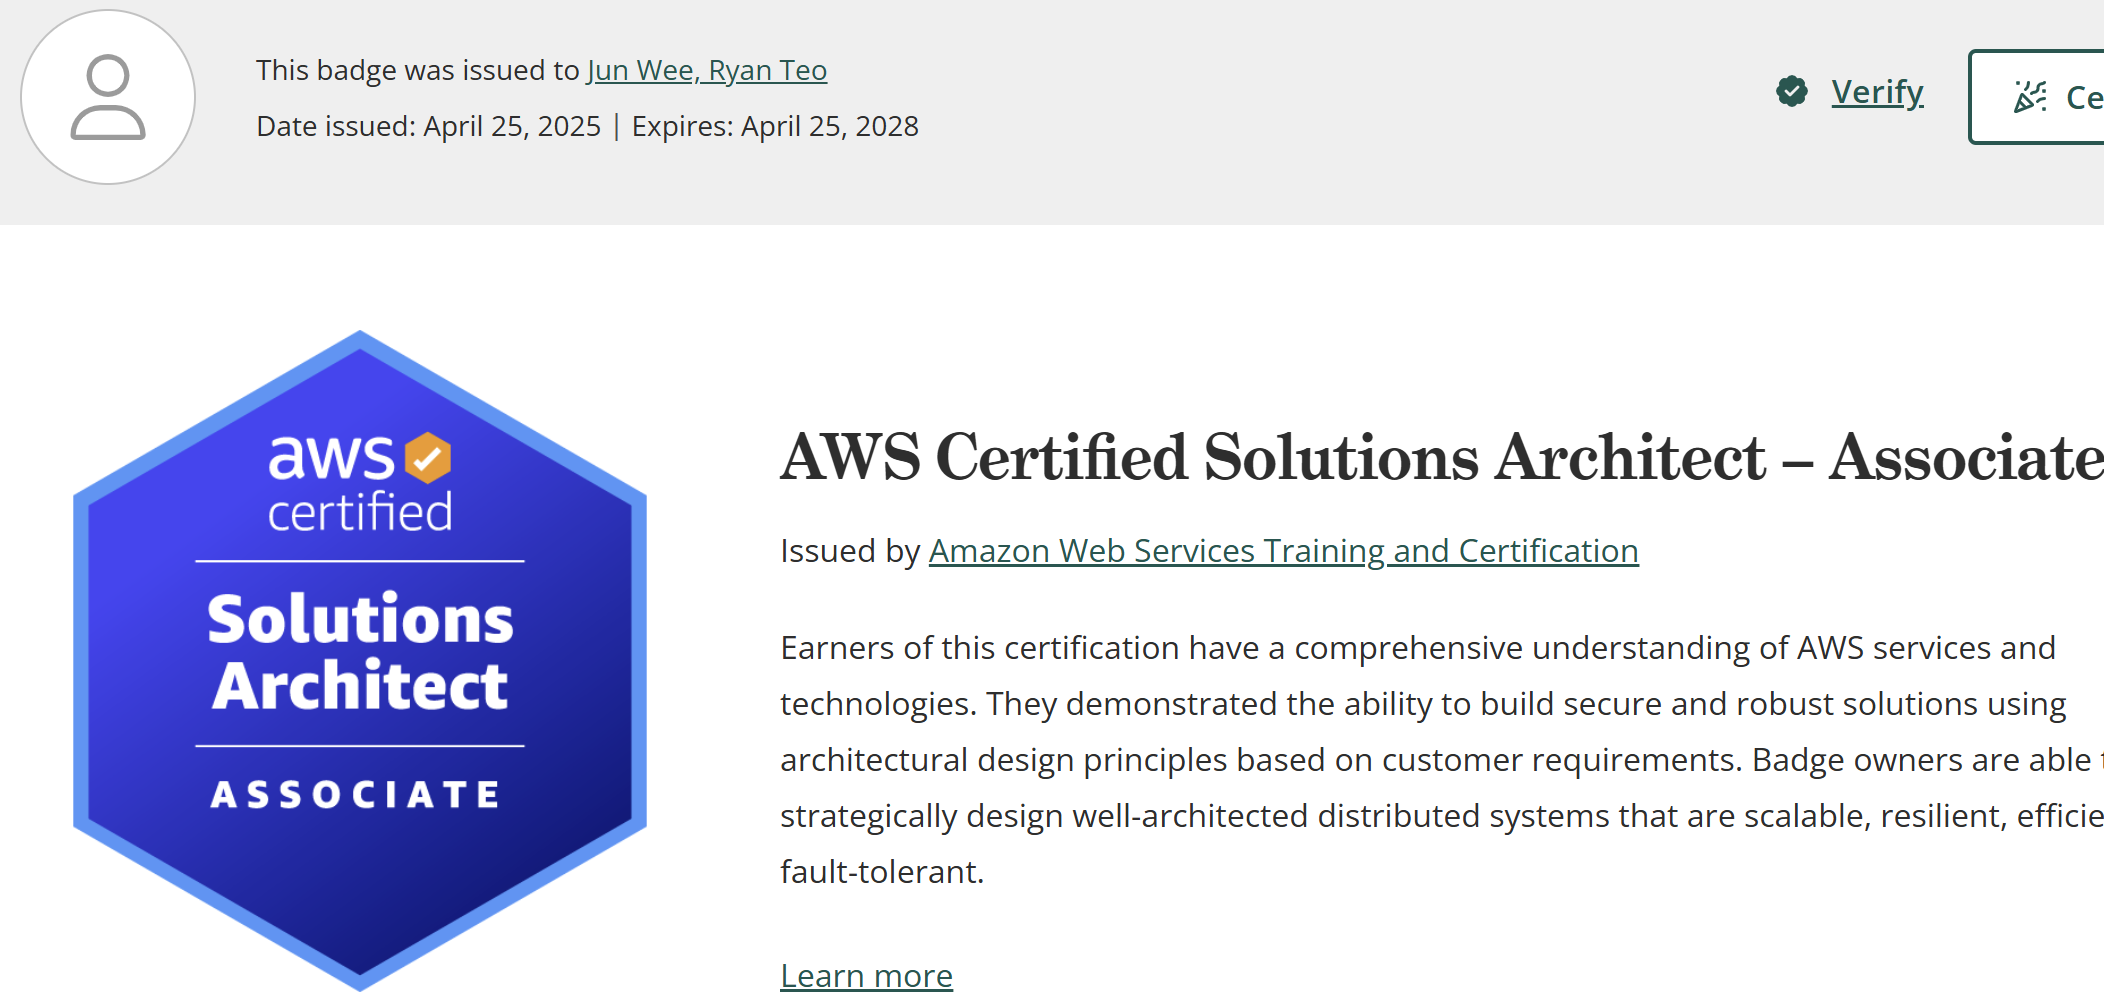 This badge was issued to Jun Wee, Ryan Teo
Date issued: April 25, 2025 | Expires: April 25, 2028
Verify
Ce
aws
certified
Solutions
Architect
ASSOCIATE
AWS Certified Solutions Architect – Associate
Issued by Amazon Web Services Training and Certification
Earners of this certification have a comprehensive understanding of AWS services and
technologies. They demonstrated the ability to build secure and robust solutions using
architectural design principles based on customer requirements. Badge owners are able
strategically design well-architected distributed systems that are scalable, resilient, efficie
fault-tolerant.
Learn more